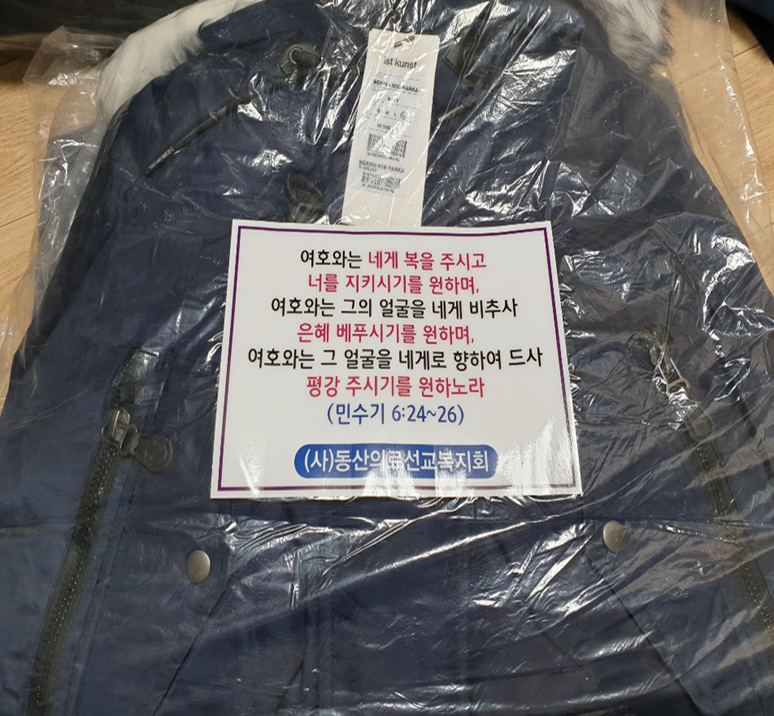 ist kunst
PARKA
여호와는 네게 복을 주시고
너를 지키시기를 원하며,
여호와는 그의 얼굴을 네게 비추사
은혜 베푸시기를 원하며,
여호와는 그 얼굴을 네게로 향하여 드사
평강 주시기를 원하노라
(민수기 6:24~26)
(사)동산의료선교복지회